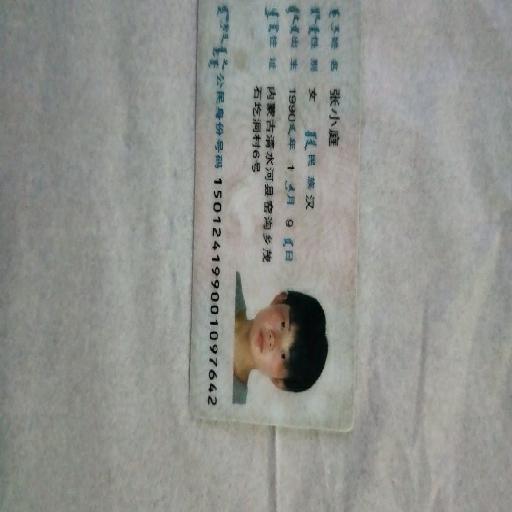 姓名 张小庭
性别 女 民族 汉
出生 1990年 1月 9日
住址 内蒙古清水河县窑沟乡茂
石圪洞村6号
公民身份号码 150124199001097642